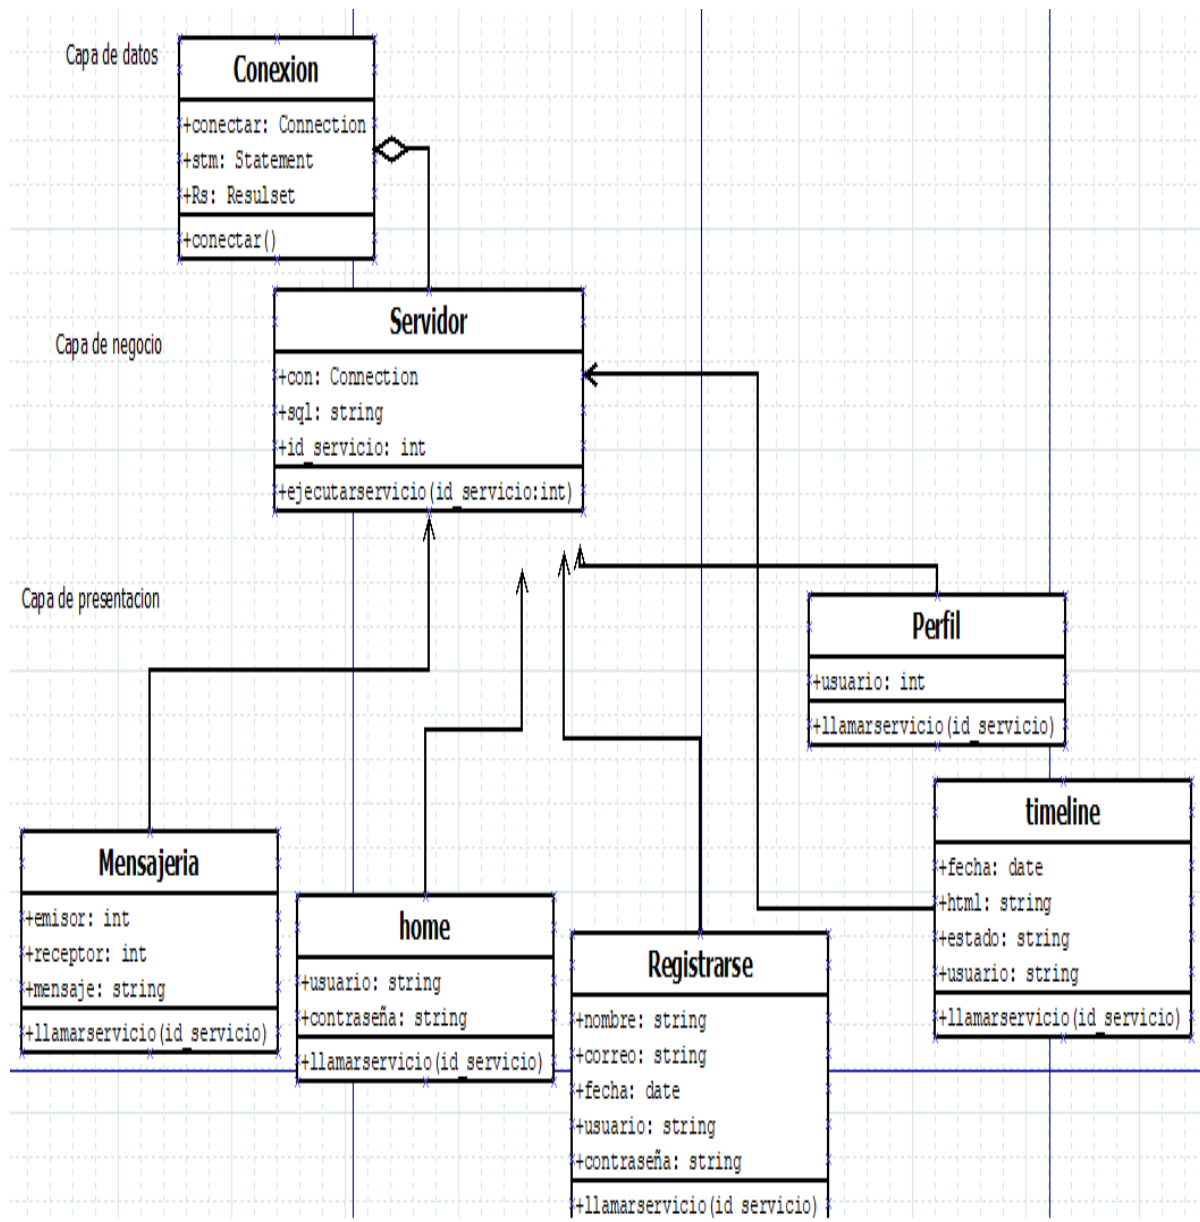 Capa de datos
Conexion
+conectar: Connection
+stm: Statement
+Rs: Resulset
+conectar()
Capa de negocio
Servidor
+con: Connection
+sql: string
+id_servicio: int
+ejecutarservicio(id_servicio:int)
Capa de presentacion
Perfil
+usuario: int
+llamarservicio(id_servicio)
timeline
+fecha: date
+html: string
+estado: string
+usuario: string
+llamarservicio(id_servicio)
Mensajeria
+emisor: int
+receptor: int
+mensaje: string
+llamarservicio(id_servicio)
home
+usuario: string
+contraseña: string
+llamarservicio(id_servicio)
Registrarse
+nombre: string
+correo: string
+fecha: date
+usuario: string
+contraseña: string
+llamarservicio(id_servicio)